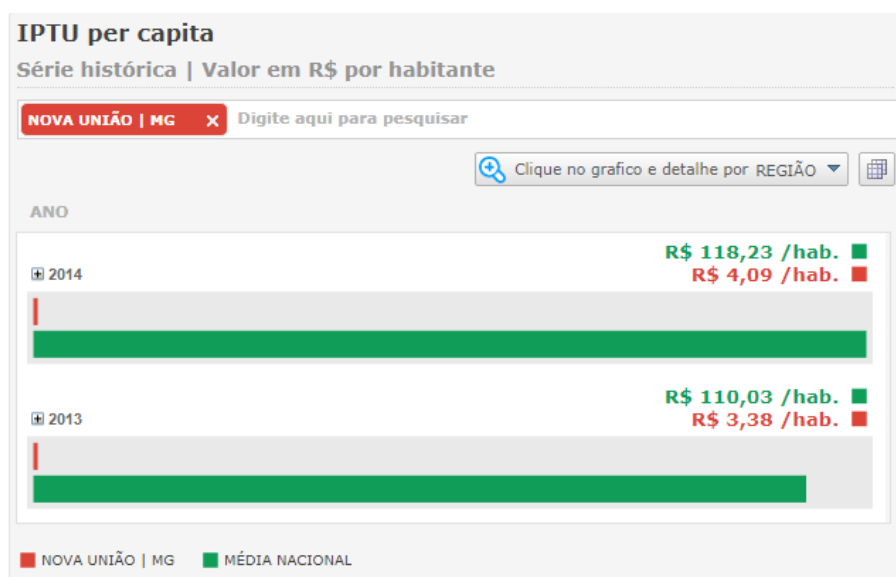 IPTU per capita
Série histórica | Valor em R$ por habitante
NOVA UNIÃO | MG × Digite aqui para pesquisar
Clique no grafico e detalhe por REGIÃO
ANO
R$ 118,23 /hab.
2014 R$ 4,09 /hab.
R$ 110,03 /hab.
2013 R$ 3,38 /hab.
NOVA UNIÃO | MG MÉDIA NACIONAL